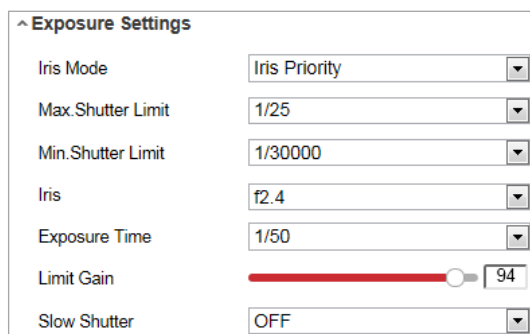 Exposure Settings
Iris Mode Iris Priority
Max.Shutter Limit 1/25
Min.Shutter Limit 1/30000
Iris f2.4
Exposure Time 1/50
Limit Gain 94
Slow Shutter OFF